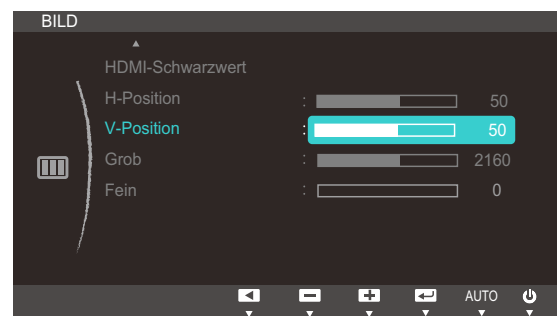 BILD
HDMI-Schwarzwert
H-Position : 50
V-Position : 50
Grob : 2160
Fein : 0
AUTO